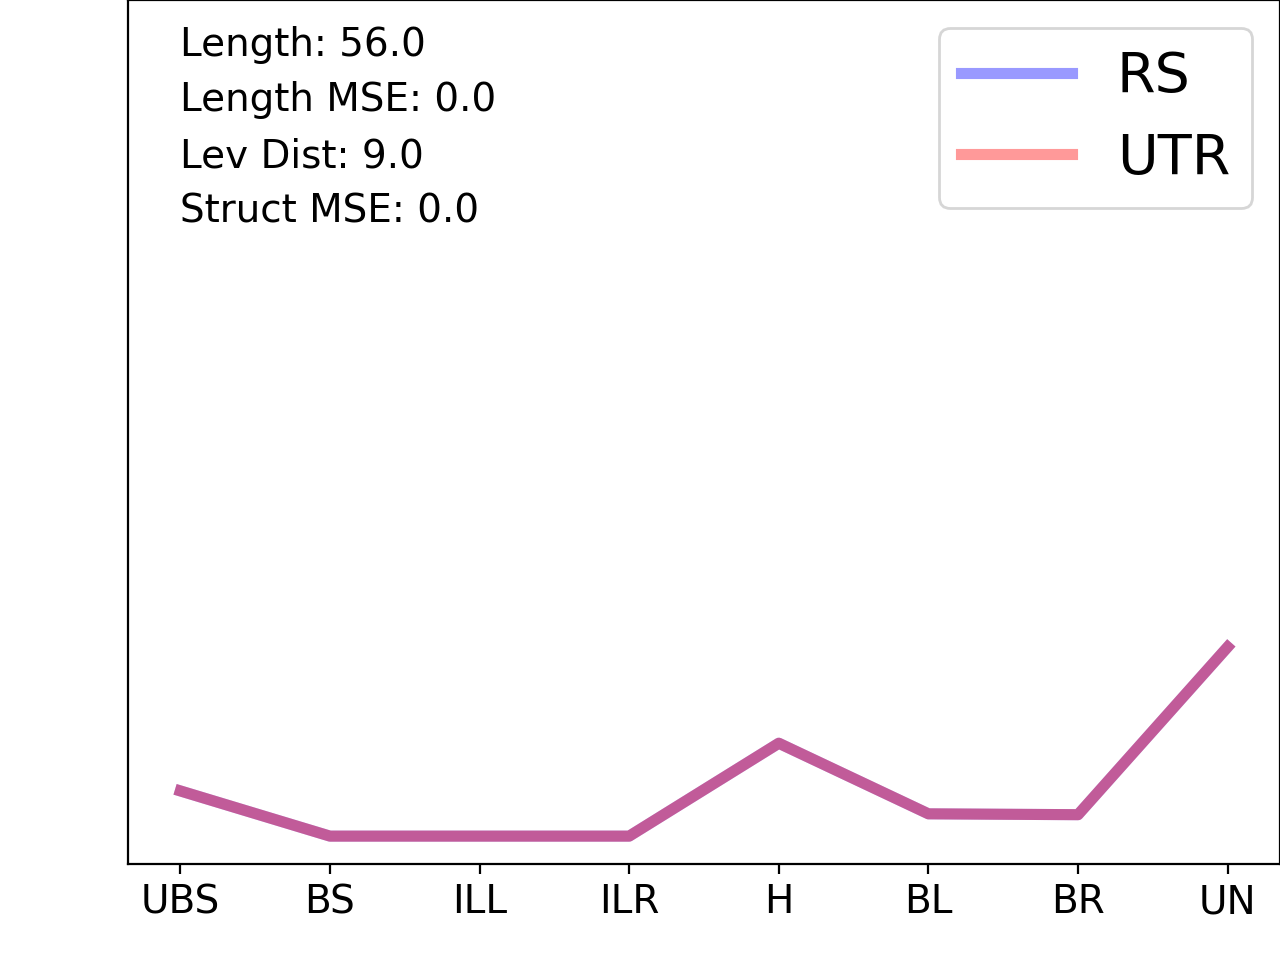 Length: 56.0
Length MSE: 0.0
Lev Dist: 9.0
Struct MSE: 0.0
RS
UTR
UBS BS ILL ILR H BL BR UN